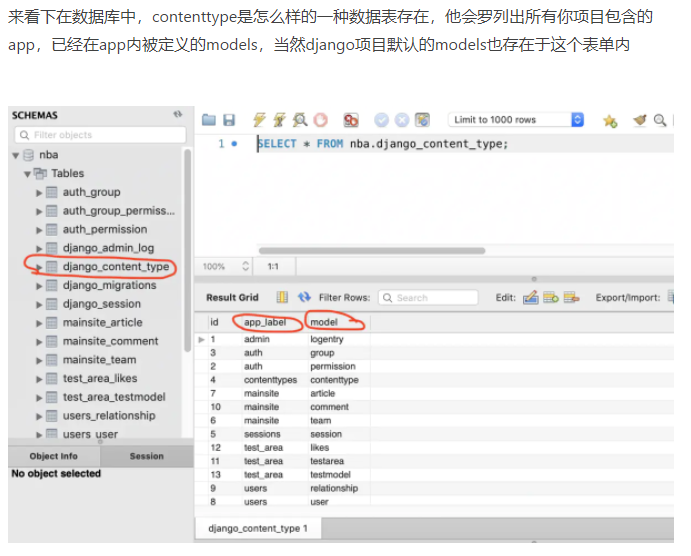 来看下在数据库中，contenttype是怎么样的一种数据表存在，他会罗列出所有你项目包含的
app，已经在app内被定义的models，当然django项目默认的models也存在于这个表单内
SCHEMAS
Filter objects
nba
Tables
auth_group
auth_group_permiss...
auth_permission
django_admin_log
django_content_type
django_migrations
django_session
mainsite_article
mainsite_comment
mainsite_team
test_area_likes
test_area_testmodel
users_relationship
users_user
Object Info Session
No object selected
Limit to 1000 rows
1 SELECT * FROM nba.django_content_type;
100% 1:1
Result Grid Filter Rows: Search Edit: Export/Import:
id app_label model
1 admin logentry
3 auth group
2 auth permission
4 contenttypes contenttype
7 mainsite article
10 mainsite comment
6 mainsite team
5 sessions session
12 test_area likes
11 test_area testarea
13 test_area testmodel
9 users relationship
8 users user
django_content_type 1